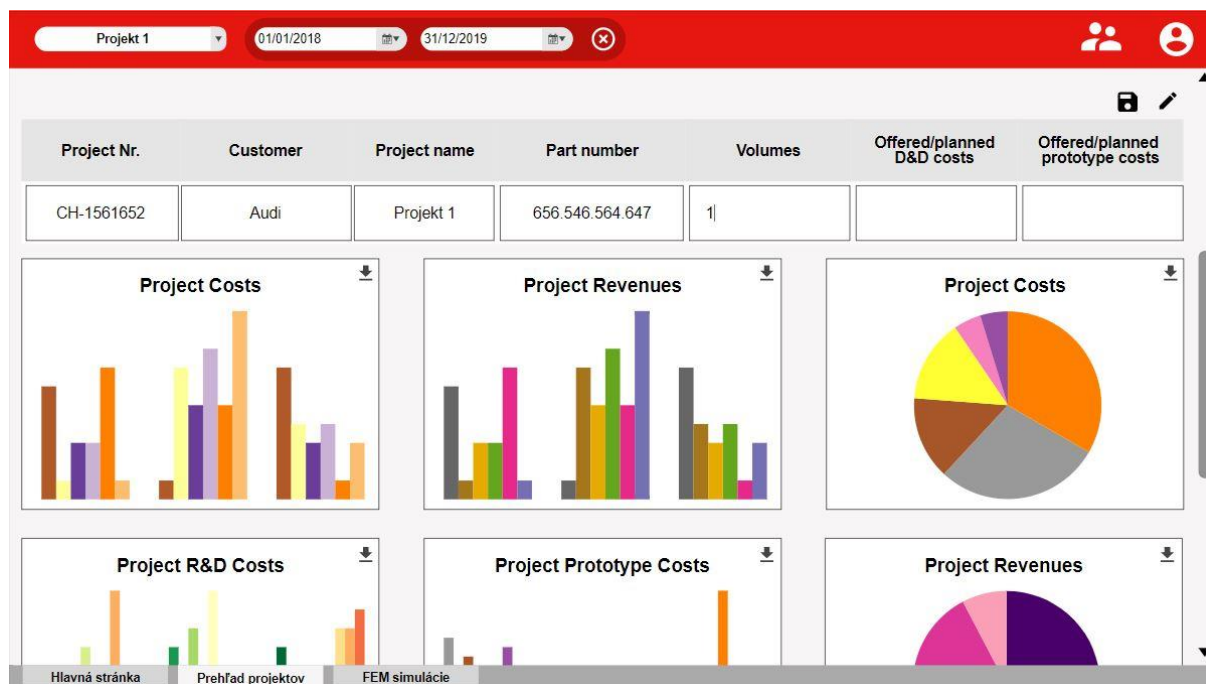 Projekt 1
01/01/2018
31/12/2019
Project Nr.
Customer
Project name
Part number
Volumes
Offered/planned
D&D costs
Offered/planned
prototype costs
CH-1561652
Audi
Projekt 1
656.546.564.647
1
Project Costs
Project Revenues
Project Costs
Project R&D Costs
Project Prototype Costs
Project Revenues
Hlavná stránka
Prehľad projektov
FEM simulácie